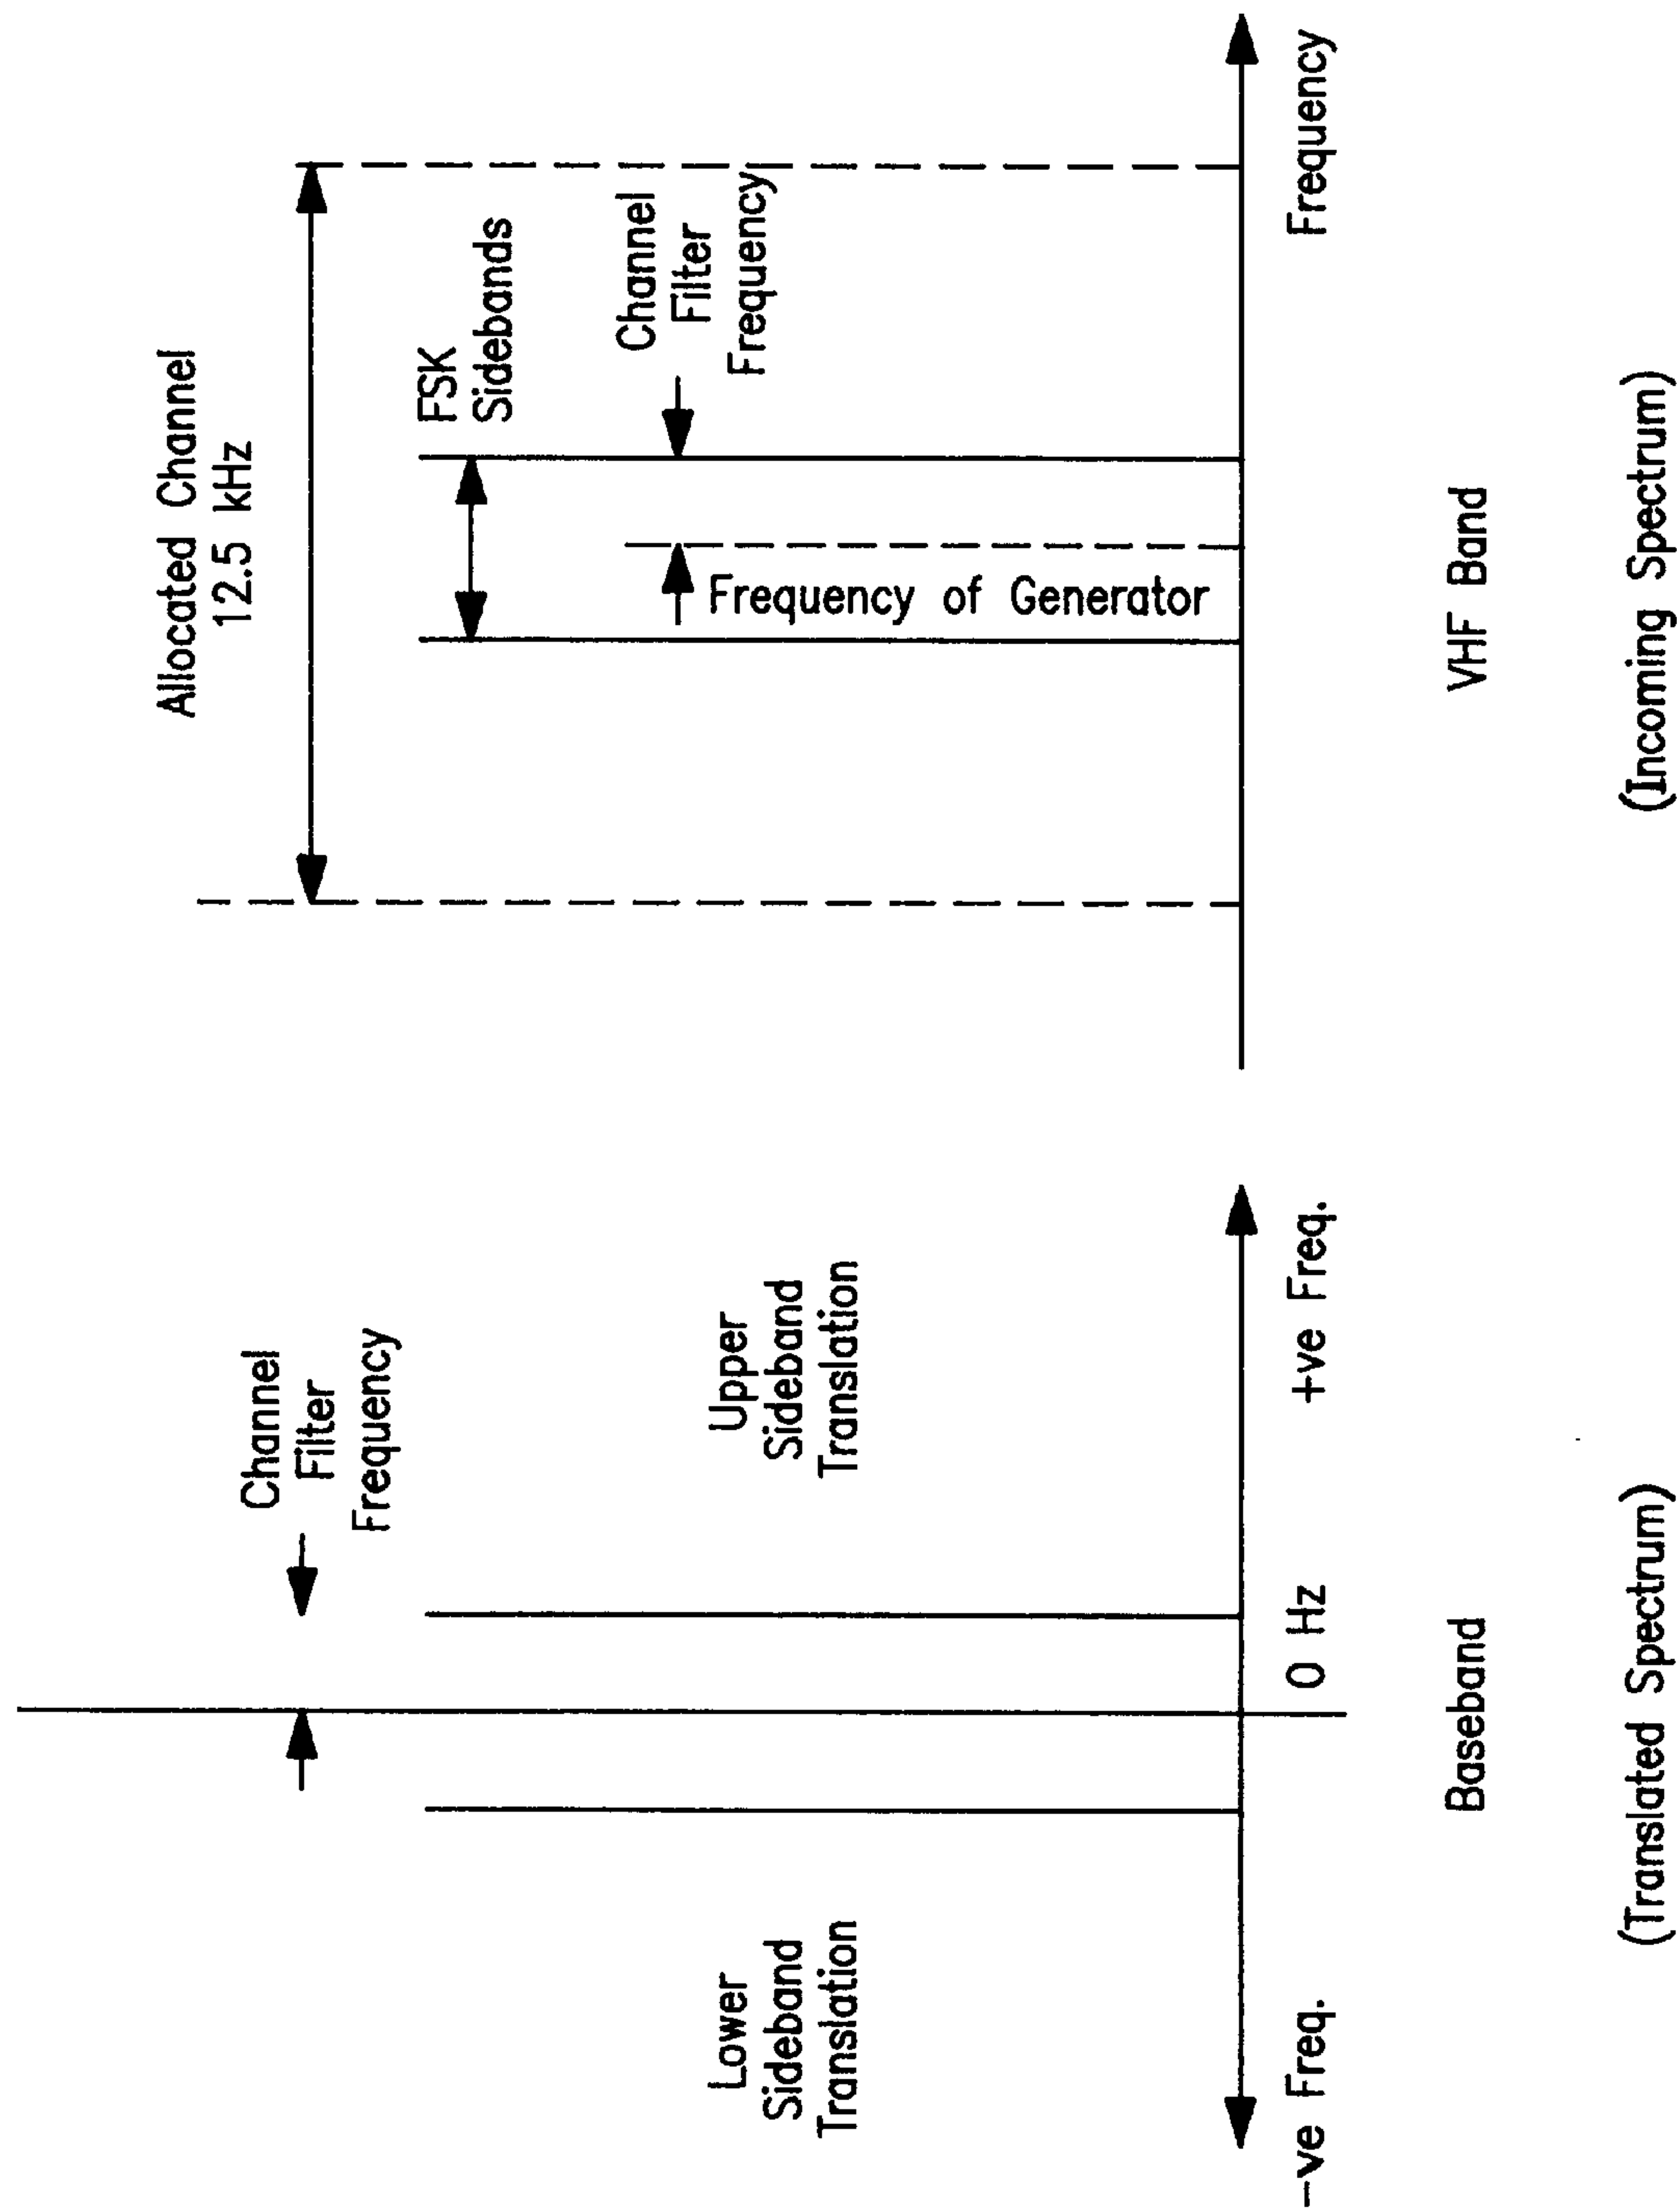 Channel
Filter
Frequency
Lower
Sideband
Translation
Upper
Sideband
Translation
-ve Freq.
0 Hz
+ve Freq.
Baseband
(Translated Spectrum)
Allocated Channel
12.5 kHz
FSK
Sidebands
Channel
Filter
Frequency
Frequency of Generator
Frequency
VHF Band
(Incoming Spectrum)